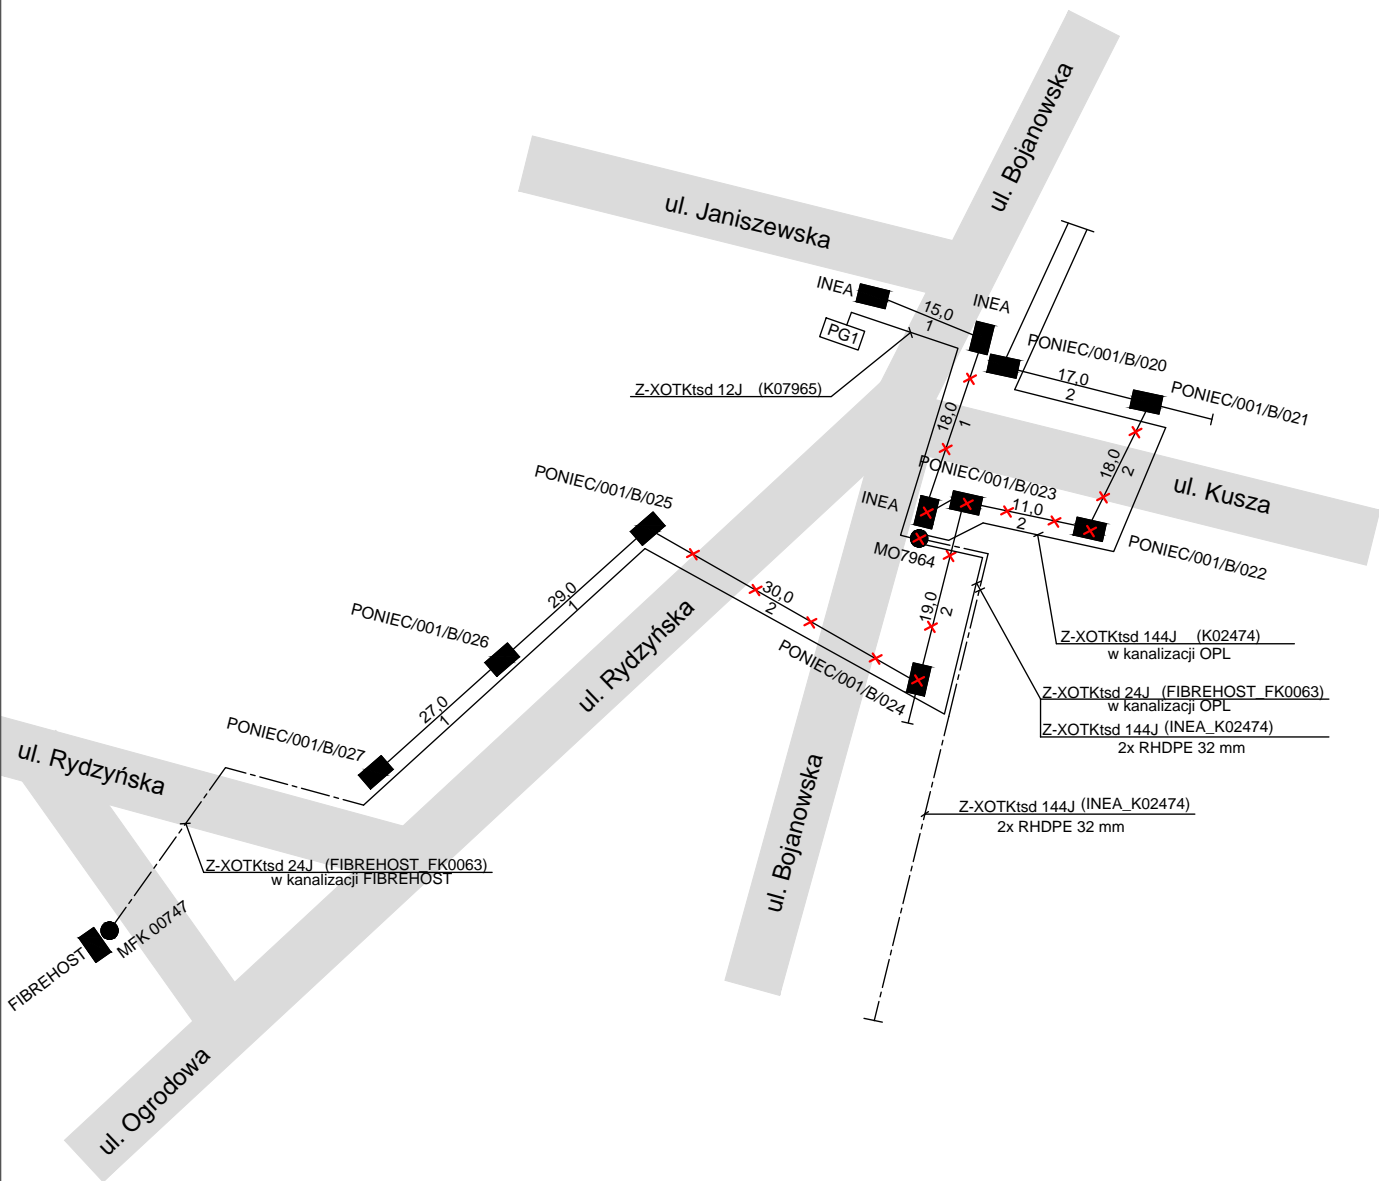 ul. Bojanowska
ul. Janiszewska
INEA
INEA
15,0
1
PG1
PONIEC/001/B/020
17,0
2
PONIEC/001/B/021
Z-XOTKtsd 12J (K07965)
18,0
1
18,0
2
PONIEC/001/B/023
ul. Kusza
PONIEC/001/B/025
INEA
11,0
2
MO7964
PONIEC/001/B/022
29,0
1
30,0
2
19,0
2
PONIEC/001/B/026
ul. Rydzyńska
PONIEC/001/B/024
Z-XOTKtsd 144J (K02474)
w kanalizacji OPL
Z-XOTKtsd 24J (FIBREHOST_FK0063)
w kanalizacji OPL
Z-XOTKtsd 144J (INEA_K02474)
2x RHDPE 32 mm
27,0
1
PONIEC/001/B/027
ul. Rydzyńska
ul. Bojanowska
Z-XOTKtsd 144J (INEA_K02474)
2x RHDPE 32 mm
Z-XOTKtsd 24J (FIBREHOST_FK0063)
w kanalizacji FIBREHOST
MFK 00747
FIBREHOST
ul. Ogrodowa